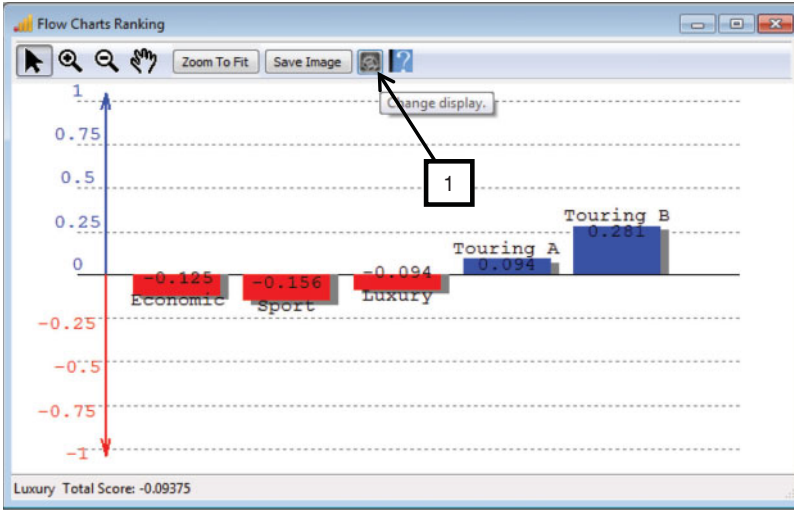 Flow Charts Ranking
Zoom To Fit Save Image ?
Change display.
1
1
0.75
0.5
Touring B
0.25
0.281
Touring A
0
0.094
-0.125 -0.156 -0.094
Economic Sport Luxury
-0.25
-0.5
-0.75
-1
Luxury Total Score: -0.09375